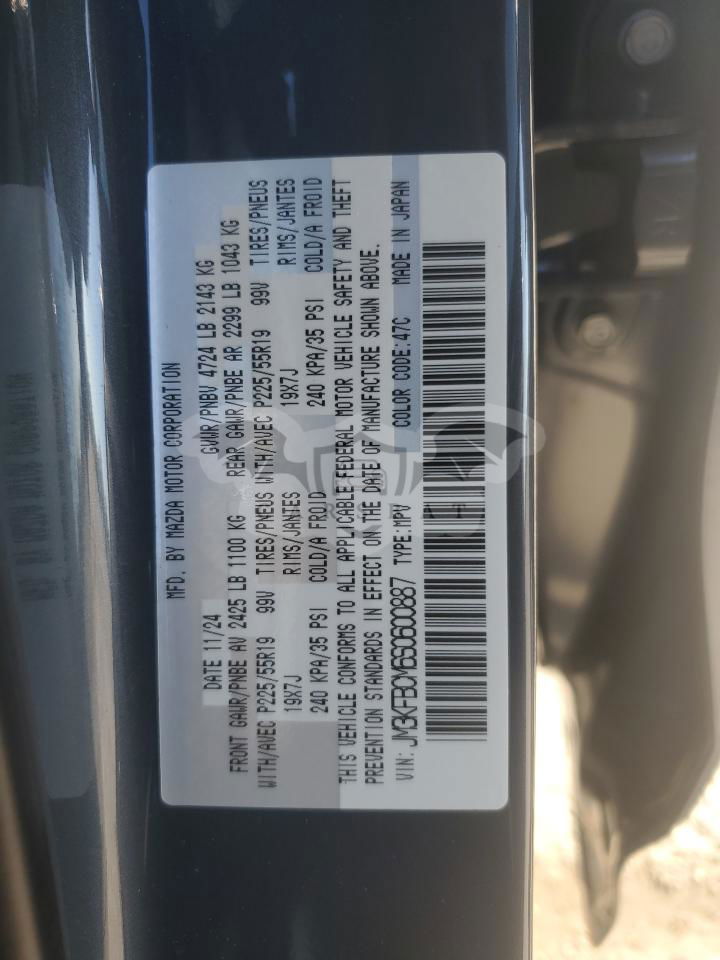 MFD. BY MAZDA MOTOR CORPORATION
DATE 11/24 GVWR/PNBV 4724 LB 2143 KG
FRONT GAWR/PNBE AV 2425 LB 1100 KG REAR GAWR/PNBE AR 2299 LB 1043 KG
WITH/AVEC P225/55R19 99V TIRES/PNEUS WITH/AVEC P225/55R19 99V TIRES/PNEUS
19X7J RIMS/JANTES 19X7J RIMS/JANTES
240 KPA/35 PSI COLD/A FROID 240 KPA/35 PSI COLD/A FROIID
THIS VEHICLE CONFORMS TO ALL APPLICABLE FEDERAL MOTOR VEHICLE SAFETY AND THEFT
PREVENTION STANDARDS IN EFFECT ON THE DATE OF MANUFACTURE SHOWN ABOVE.
VIN: JM3KFBCM6S0600887 TYPE:MPV COLOR CODE:47C MADE IN JAPAN